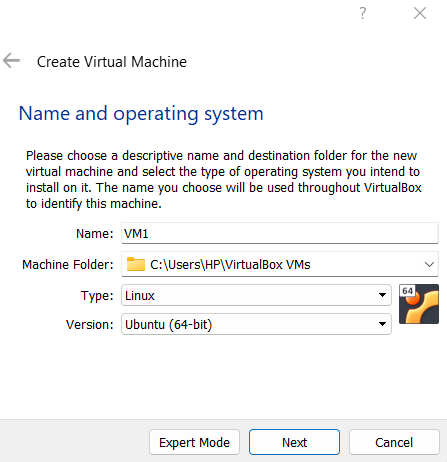 ?
Create Virtual Machine
Name and operating system
Please choose a descriptive name and destination folder for the new
virtual machine and select the type of operating system you intend to
install on it. The name you choose will be used throughout VirtualBox
to identify this machine.
Name: VM1
Machine Folder: C:\Users\HP\VirtualBox VMs
Type: Linux
64
Version: Ubuntu (64-bit)
Expert Mode Next Cancel